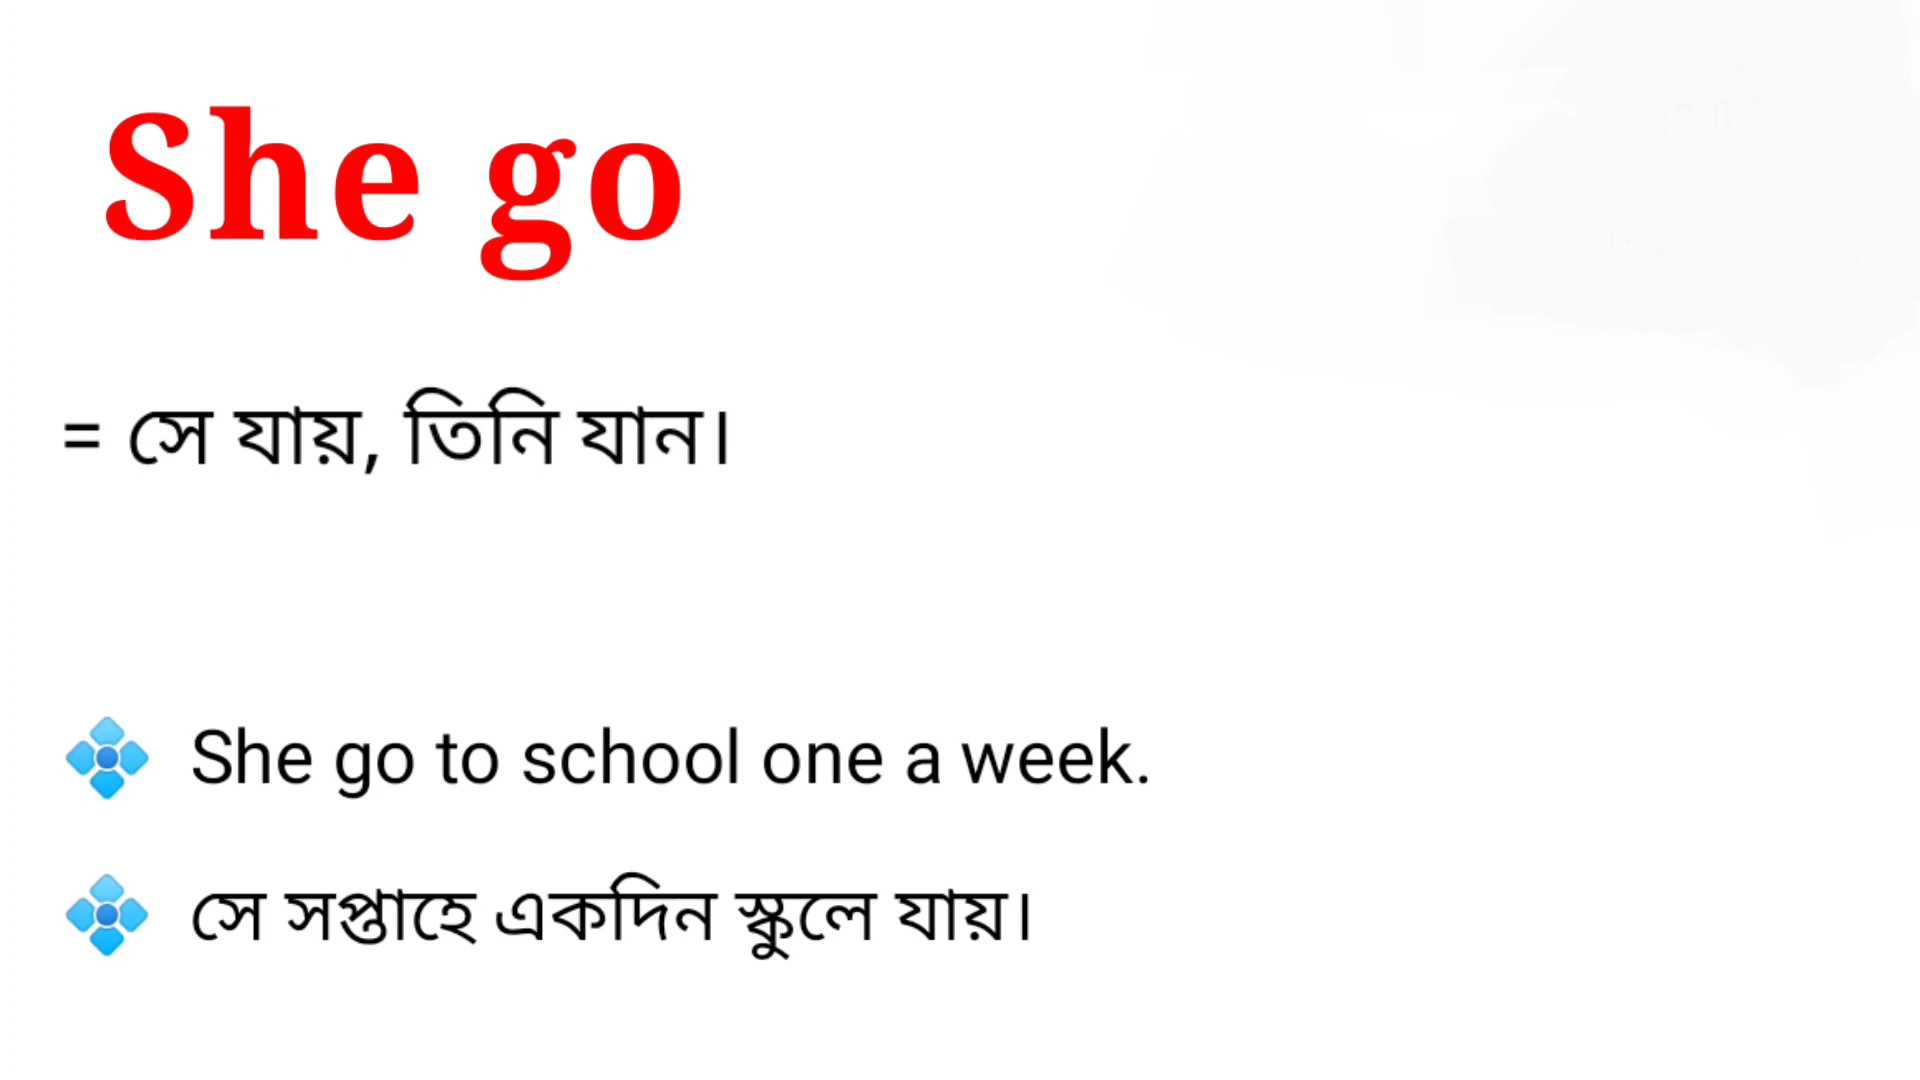 She go
= সে যায়, তিনি যান।
She go to school one a week.
সে সপ্তাহে একদিন স্কুলে যায়।